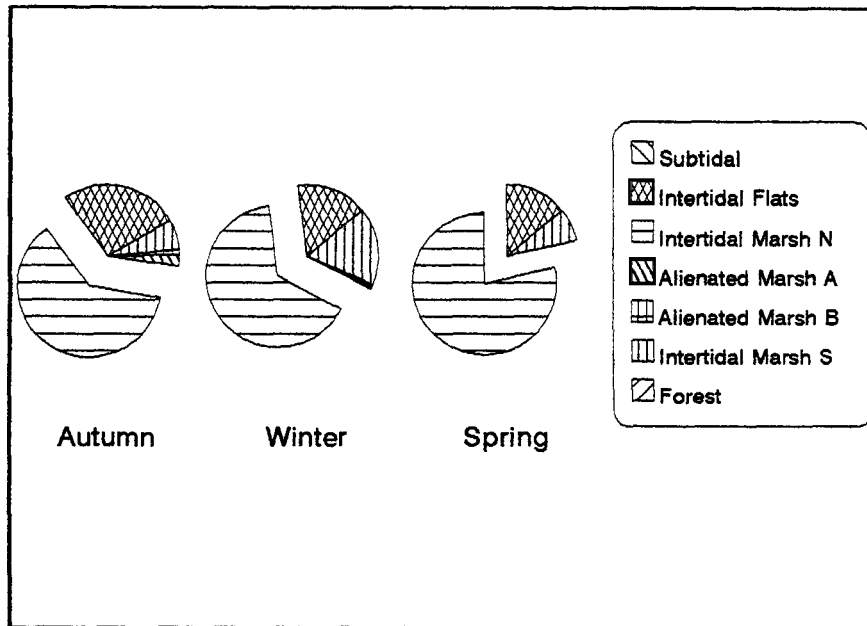 Subtidal
Intertidal Flats
Intertidal Marsh N
Alienated Marsh A
Alienated Marsh B
Intertidal Marsh S
Forest
Autumn
Winter
Spring